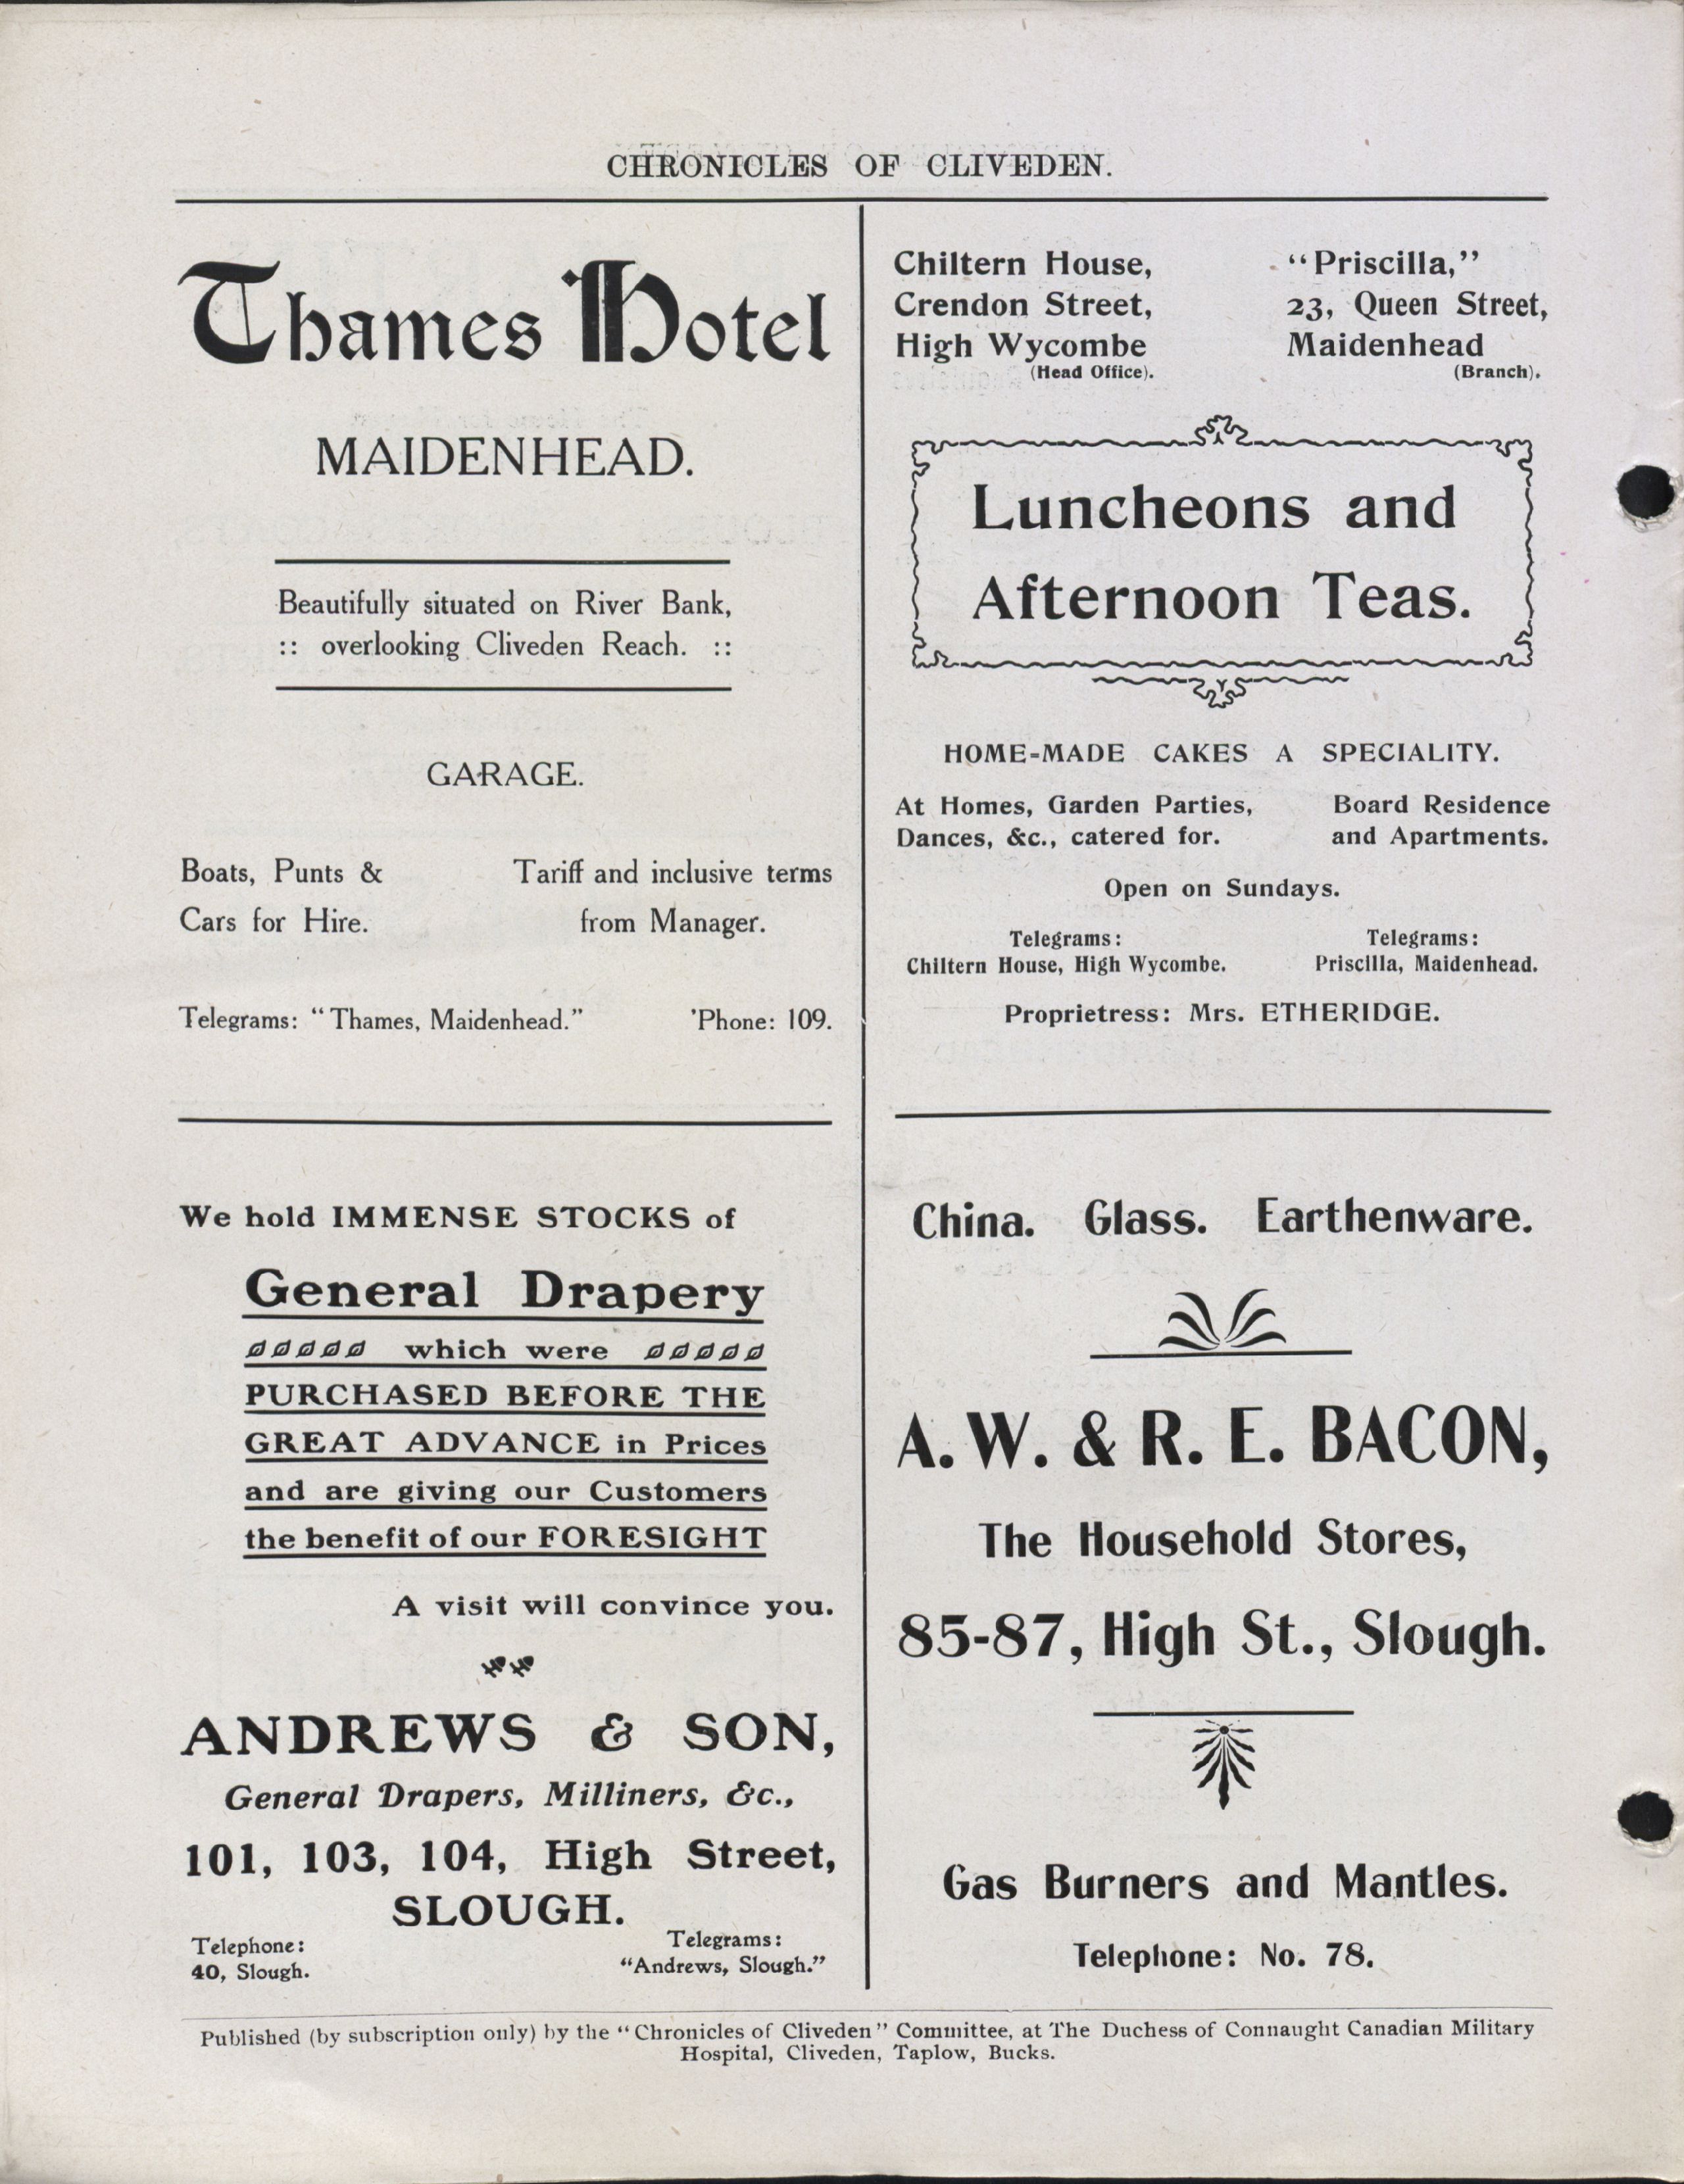 CHRONICLES OF CLIVEDEN.
Thames Hotel
MAIDENHEAD.
Beautifully situated on River Bank,
:: overlooking Cliveden Reach. ::
GARAGE.
Boats, Punts & Tariff and inclusive terms
Cars for Hire. from Manager.
Telegrams: "Thames, Maidenhead." 'Phone: 109.
We hold IMMENSE STOCKS of
General Drapery
which were
PURCHASED BEFORE THE
GREAT ADVANCE in Prices
and are giving our Customers
the benefit of our FORESIGHT
A visit will convince you.
ANDREWS & SON,
General Drapers, Milliners, &c.,
101, 103, 104, High Street,
SLOUGH.
Telephone:
40, Slough.
Telegrams:
"Andrews, Slough."
Chiltern House,
Crendon Street,
High Wycombe
(Head Office).
"Priscilla,"
23, Queen Street,
Maidenhead
(Branch).
Luncheons and
Afternoon Teas.
HOME-MADE CAKES A SPECIALITY.
At Homes, Garden Parties,
Dances, &c., catered for.
Board Residence
and Apartments.
Open on Sundays.
Telegrams:
Chiltern House, High Wycombe.
Telegrams:
Priscilla, Maidenhead.
Proprietress: Mrs. ETHERIDGE.
China. Glass. Earthenware.
A. W. & R. E. BACON,
The Household Stores,
85-87, High St., Slough.
Gas Burners and Mantles.
Telephone: No. 78.
Published (by subscription only) by the "Chronicles of Cliveden" Committee, at The Duchess of Connaught Canadian Military
Hospital, Cliveden, Taplow, Bucks.